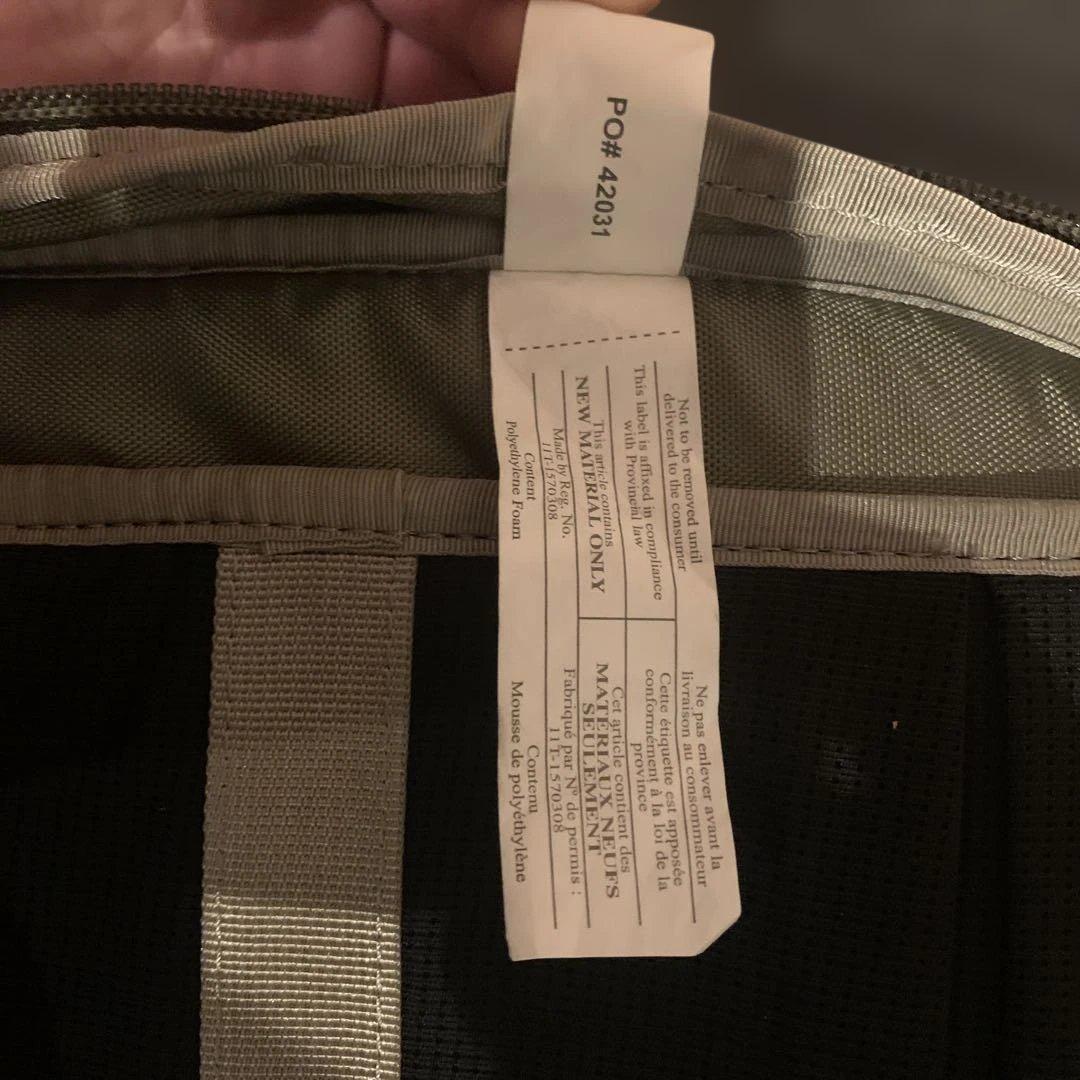 PO# 42031
Not to be removed until
delivered to the consumer
This label is affixed in compliance
with Provincial law
This article contains
NEW MATERIAL ONLY
Made by Reg. No.
11T-1570308
Content
Polyethylene Foam
Ne pas enlever avant la
livraison au consommateur
Cette étiquette est apposée
conformément à la loi de la
province
Cet article contient des
MATÉRIAUX NEUFS
SEULEMENT
Fabriqué par Nº de permis :
11T-1570308
Contenu
Mousse de polyéthylène